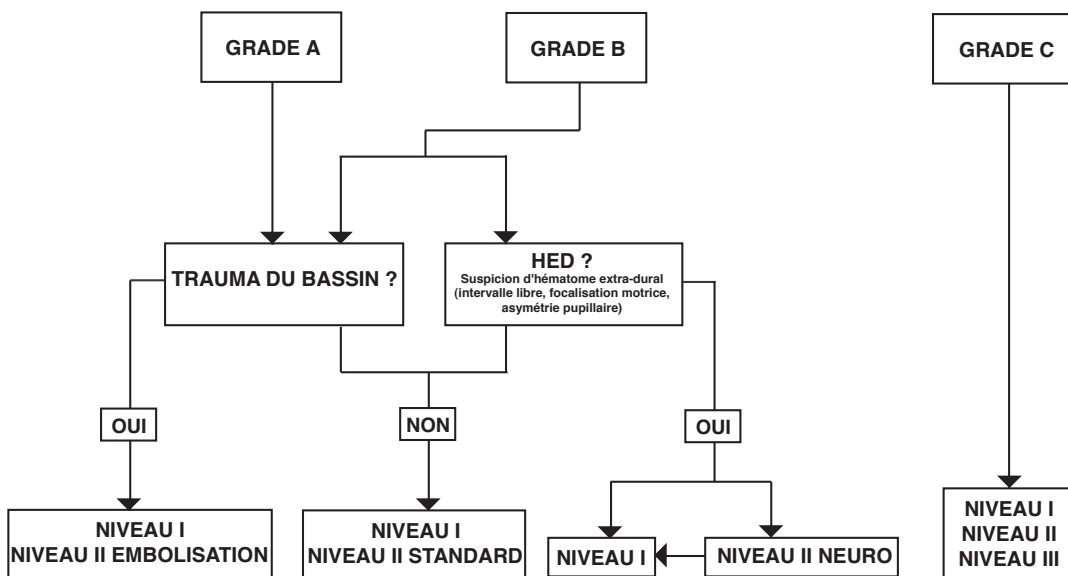 GRADE A
GRADE B
GRADE C
TRAUMA DU BASSIN ?
HED ?
Suspicion d'hématome extra-dural
(intervalle libre, focalisation motrice,
asymétrie pupillaire)
OUI
NON
OUI
NIVEAU I
NIVEAU II EMBOLISATION
NIVEAU I
NIVEAU II STANDARD
NIVEAU I
NIVEAU II NEURO
NIVEAU I
NIVEAU II
NIVEAU III